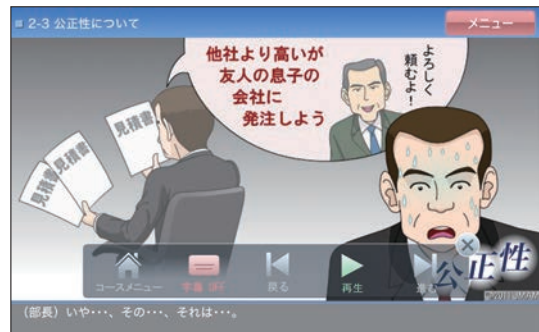 2-3 公正性について
メニュー
他社より高いが
友人の息子の
会社に
発注しよう
よろしく
頼むよ！
見積書
見積書
見積書
公正性
コースメニュー
字幕 OFF
戻る
再生
進む
（部長）いや・・・、その・・・、それは・・・。